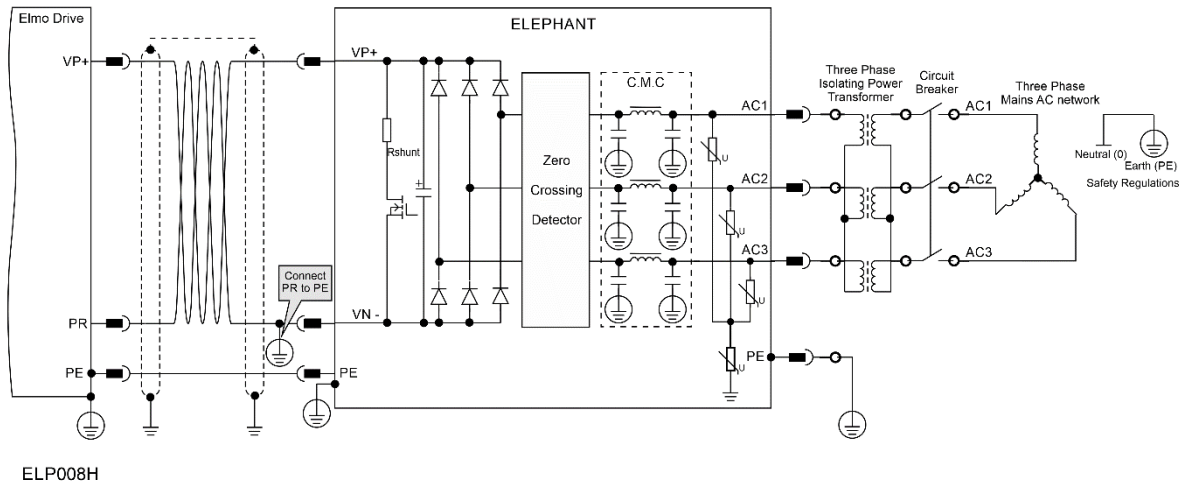 Elmo Drive
ELEPHANT
VP+
VP+
Rshunt
Zero
Crossing
Detector
C.M.C
AC1
AC2
AC3
U
U
U
U
Three Phase
Isolating Power
Transformer
Circuit
Breaker
AC1
AC2
AC3
Three Phase
Mains AC network
Neutral (0)
Earth (PE)
Safety Regulations
Connect
PR to PE
PR
VN -
PE
PE
PE
ELP008H